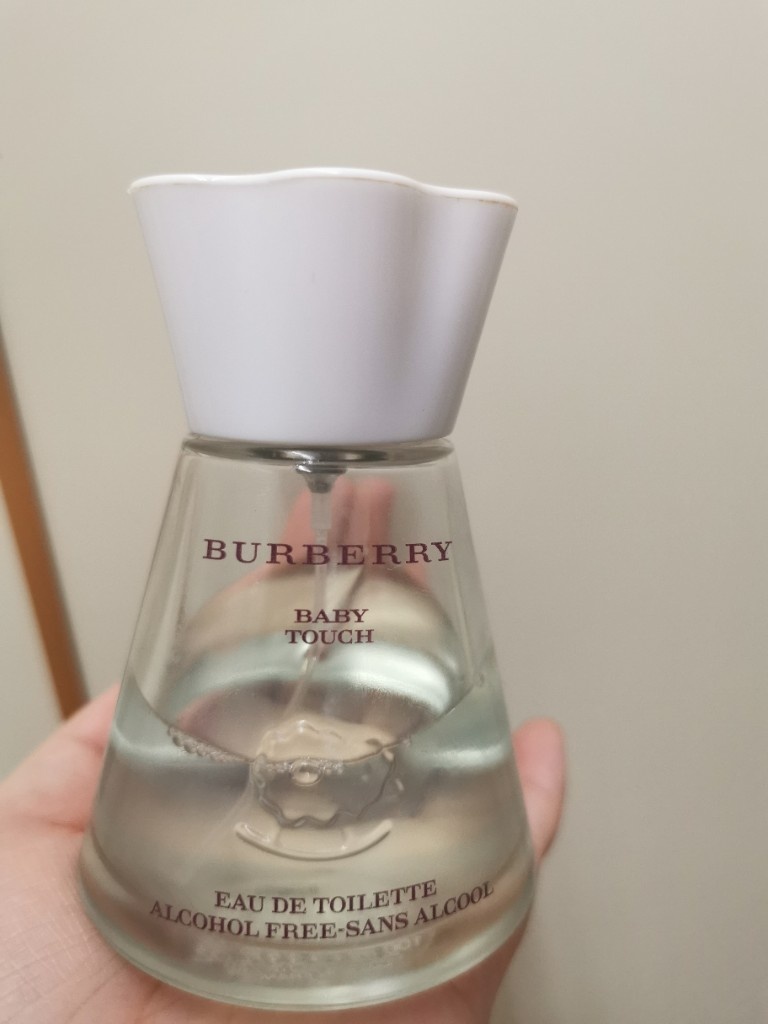 BURBERRY
BABY
TOUCH
EAU DE TOILETTE
ALCOHOL FREE-SANS ALCOOL